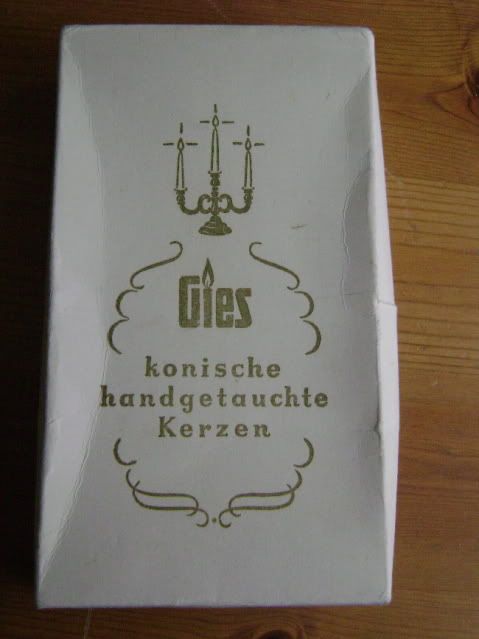 Gies
konische
handgetauchte
Kerzen